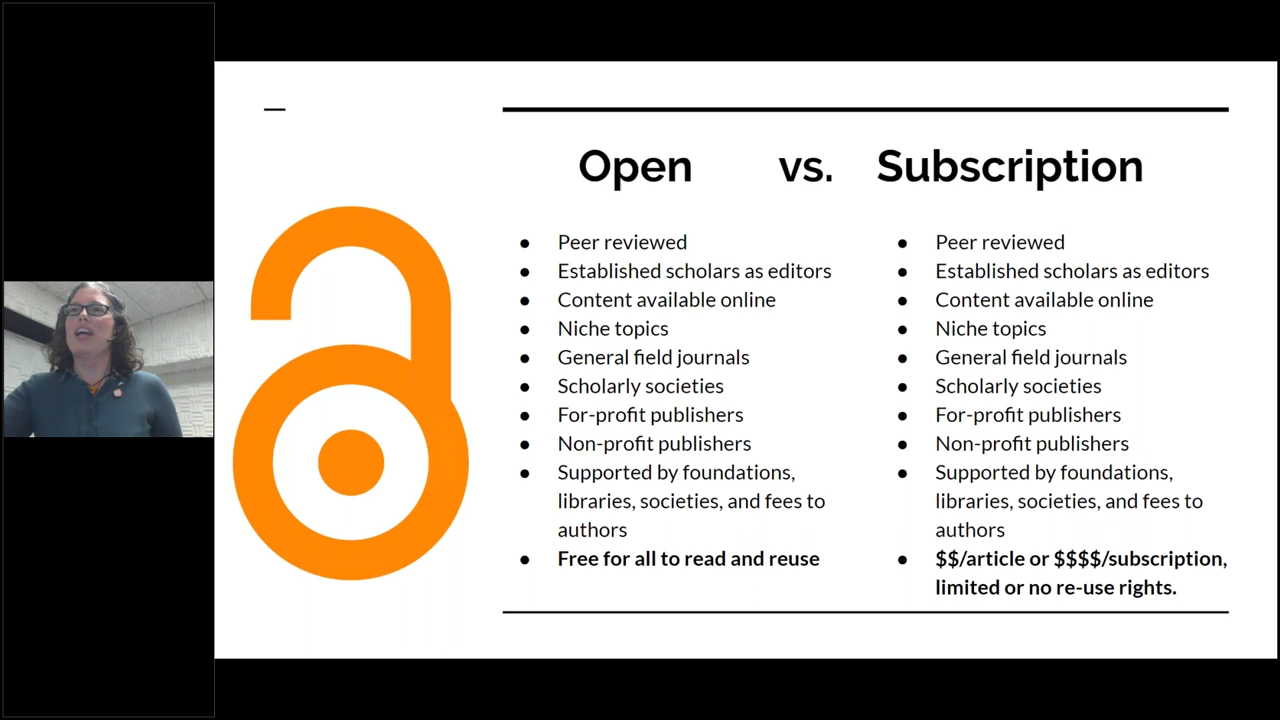 Open vs. Subscription
● Peer reviewed
● Established scholars as editors
● Content available online
● Niche topics
● General field journals
● Scholarly societies
● For-profit publishers
● Non-profit publishers
● Supported by foundations,
libraries, societies, and fees to
authors
● Free for all to read and reuse
● Peer reviewed
● Established scholars as editors
● Content available online
● Niche topics
● General field journals
● Scholarly societies
● For-profit publishers
● Non-profit publishers
● Supported by foundations,
libraries, societies, and fees to
authors
● $$/article or $$$$/subscription,
limited or no re-use rights.